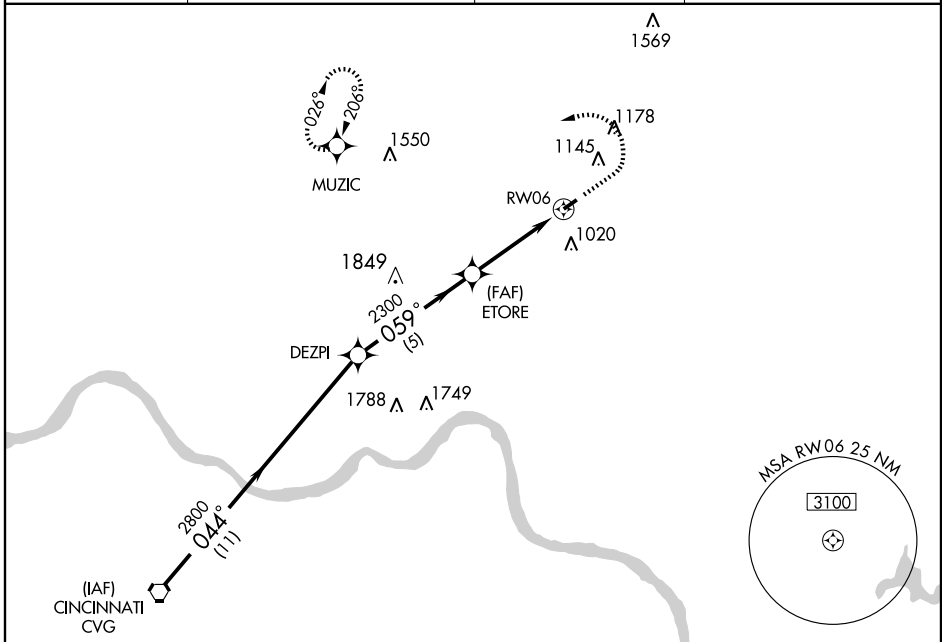 1569
026°
206°
MUZIC
1550
1178
1145
RW06
1020
1849
2300
059°
(5)
(FAF)
ETORE
DEZPI
1788
1749
2800
044°
(11)
(IAF)
CINCINNATI
CVG
MSA RW06 25 NM
3100